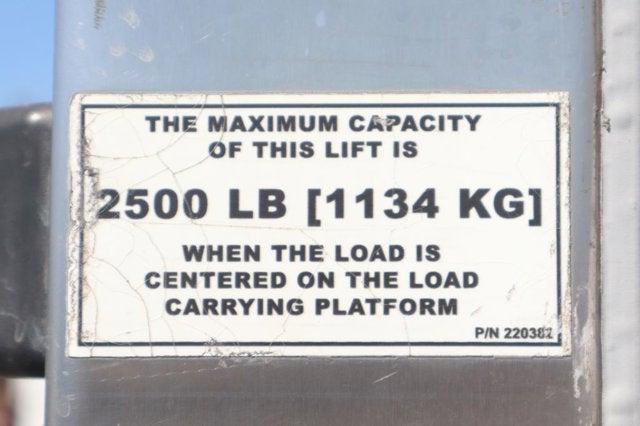 THE MAXIMUM CAPACITY
OF THIS LIFT IS
2500 LB [1134 KG]
WHEN THE LOAD IS
CENTERED ON THE LOAD
CARRYING PLATFORM
P/N